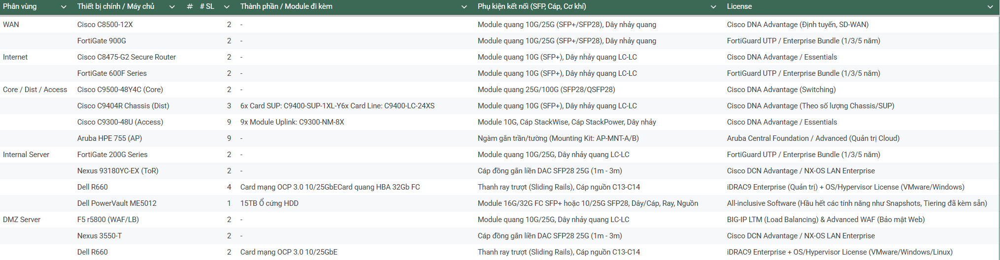 Phân vùng Thiết bị chính / Máy chủ # # SL Thành phần / Module đi kèm Phụ kiện kết nối (SFP, Cáp, Cơ khí) License
WAN Cisco C8500-12X 2 - Module quang 10G/25G (SFP+/SFP28), Dây nhảy quang Cisco DNA Advantage (Định tuyến, SD-WAN)
FortiGate 900G 2 - Module quang 10G/25G (SFP+/SFP28), Dây nhảy quang FortiGuard UTP / Enterprise Bundle (1/3/5 năm)
Internet Cisco C8475-G2 Secure Router 2 - Module quang 10G (SFP+), Dây nhảy quang LC-LC Cisco DNA Advantage / Essentials
FortiGate 600F Series 2 - Module quang 10G (SFP+), Dây nhảy quang LC-LC FortiGuard UTP / Enterprise Bundle (1/3/5 năm)
Core / Dist / Access Cisco C9500-48Y4C (Core) 2 - Module quang 25G/100G (SFP28/QSFP28) Cisco DNA Advantage (Switching)
Cisco C9404R Chassis (Dist) 3 6x Card SUP: C9400-SUP-1XL-Y6x Card Line: C9400-LC-24XS Module quang 10G (SFP+), Dây nhảy quang LC-LC Cisco DNA Advantage (Theo số lượng Chassis/SUP)
Cisco C9300-48U (Access) 9 9x Module Uplink: C9300-NM-8X Module 10G, Cáp StackWise, Cáp StackPower, Dây nhảy Cisco DNA Advantage / Essentials
Aruba HPE 755 (AP) 9 - Ngàm gắn trần/tường (Mounting Kit: AP-MNT-A/B) Aruba Central Foundation / Advanced (Quản trị Cloud)
Internal Server FortiGate 200G Series 2 - Module quang 10G/25G, Dây nhảy quang LC-LC FortiGuard UTP / Enterprise Bundle (1/3/5 năm)
Nexus 93180YC-EX (ToR) 2 - Cáp đồng gắn liền DAC SFP28 25G (1m - 3m) Cisco DCN Advantage / NX-OS LAN Enterprise
Dell R660 4 Card mạng OCP 3.0 10/25GbECard quang HBA 32Gb FC Thanh ray trượt (Sliding Rails), Cáp nguồn C13-C14 iDRAC9 Enterprise (Quản trị) + OS/Hypervisor License (VMware/Windows)
Dell PowerVault ME5012 1 15TB Ổ cứng HDD Module 16G/32G FC SFP+ hoặc 10/25G SFP28, Dây/Cáp, Ray, Nguồn All-inclusive Software (Hầu hết các tính năng như Snapshots, Tiering đã kèm sẵn)
DMZ Server F5 r5800 (WAF/LB) 2 - Module quang 10G/25G, Dây nhảy quang LC-LC BIG-IP LTM (Load Balancing) & Advanced WAF (Bảo mật Web)
Nexus 3550-T 2 - Cáp đồng gắn liền DAC SFP28 25G (1m - 3m) Cisco DCN Advantage / NX-OS LAN Enterprise
Dell R660 2 Card mạng OCP 3.0 10/25GbE Thanh ray trượt (Sliding Rails), Cáp nguồn C13-C14 iDRAC9 Enterprise + OS/Hypervisor License (VMware/Windows/Linux)